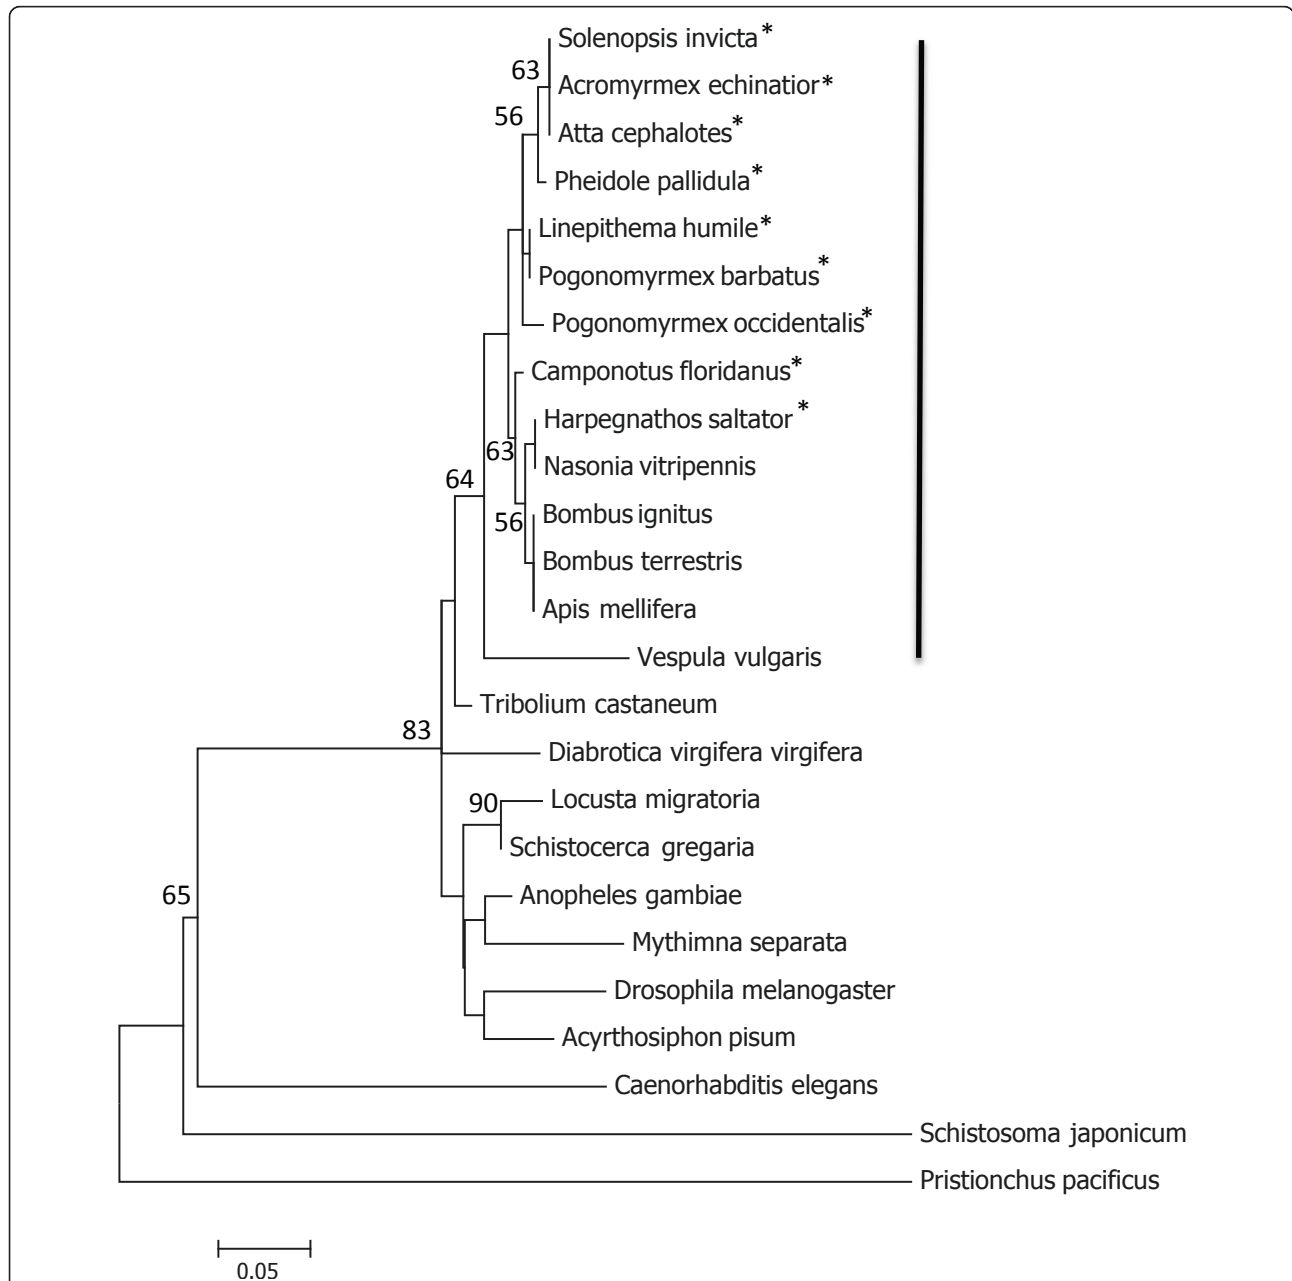 Solenopsis invicta*
63
Acromyrmex echinatior*
56
Atta cephalotes*
Pheidole pallidula*
Linepithema humile*
Pogonomyrmex barbatus*
Pogonomyrmex occidentalis*
Camponotus floridanus*
Harpegnathos saltator*
63
Nasonia vitripennis
64
Bombus ignitus
56
Bombus terrestris
Apis mellifera
Vespula vulgaris
Tribolium castaneum
83
Diabrotica virgifera virgifera
90
Locusta migratoria
Schistocerca gregaria
65
Anopheles gambiae
Mythimna separata
Drosophila melanogaster
Acyrthosiphon pisum
Caenorhabditis elegans
Schistosoma japonicum
Pristionchus pacificus
0.05